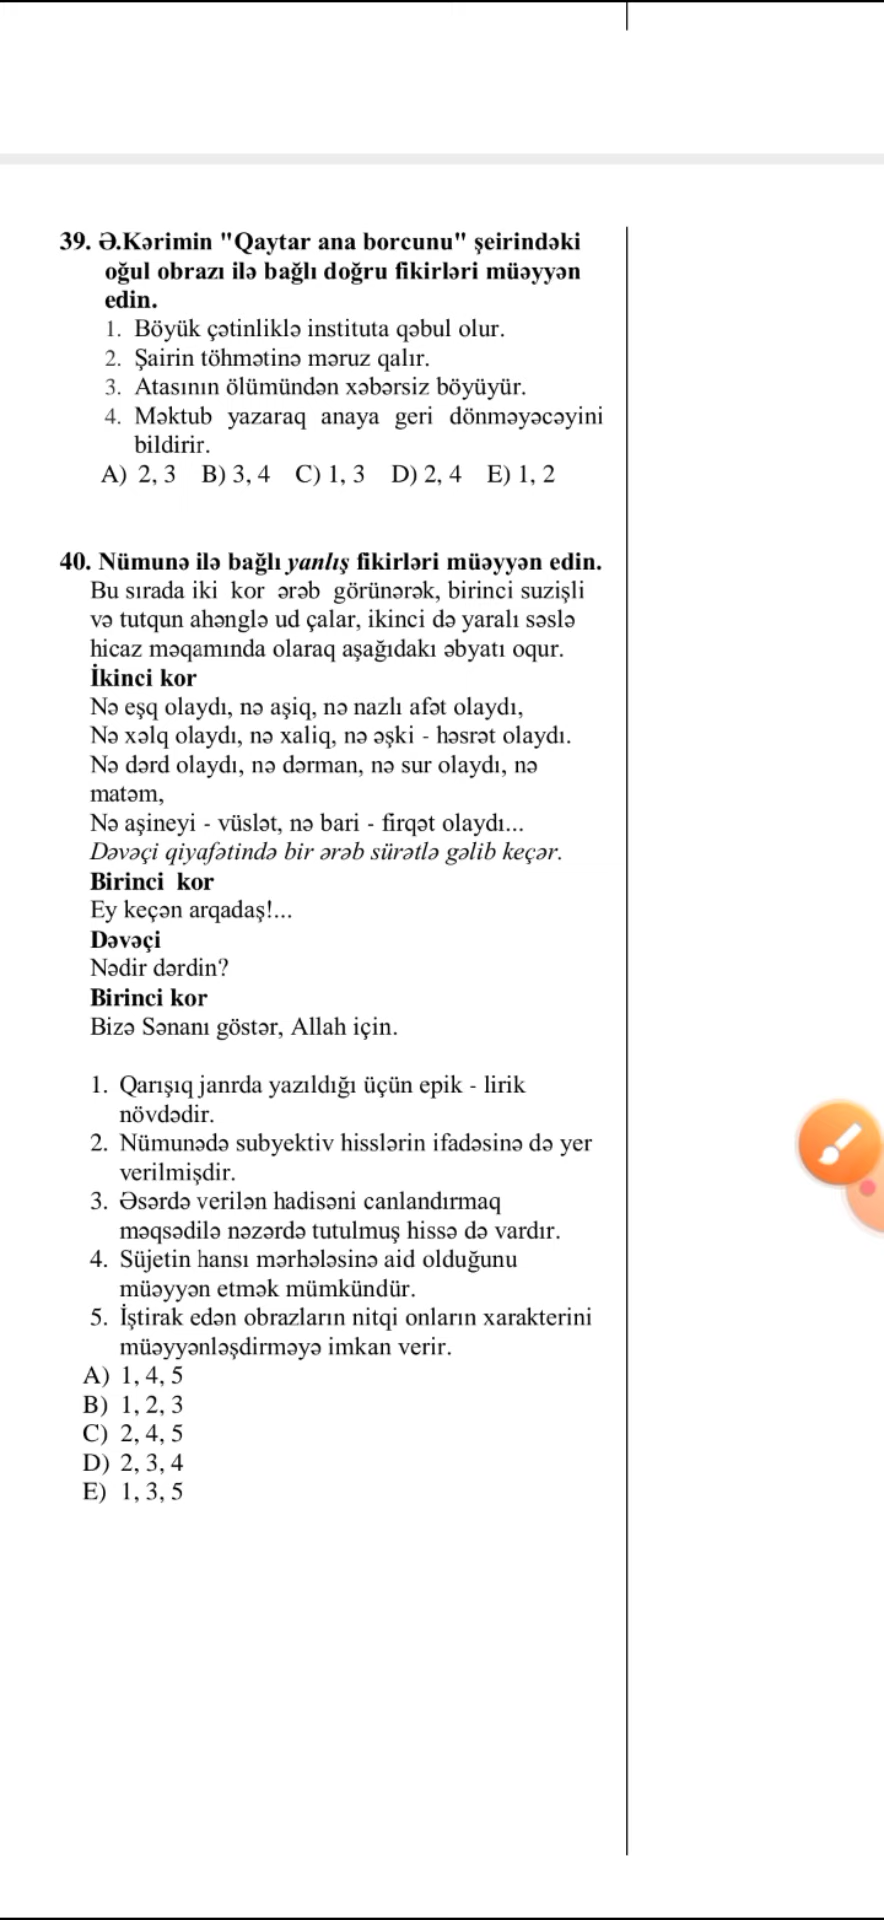 39. Ə.Kərimin "Qaytar ana borcunu" şeirindəki
oğul obrazı ilə bağlı doğru fikirləri müəyyən
edin.
1. Böyük çətinliklə instituta qəbul olur.
2. Şairin töhmətinə məruz qalır.
3. Atasının ölümündən xəbərsiz böyüyür.
4. Məktub yazaraq anaya geri dönməyəcəyini
bildirir.
A) 2, 3 B) 3, 4 C) 1, 3 D) 2, 4 E) 1, 2
40. Nümunə ilə bağlı yanlış fikirləri müəyyən edin.
Bu sırada iki kor ərəb görünərək, birinci suzişli
və tutqun ahənglə ud çalar, ikinci də yaralı səslə
hicaz məqamında olaraq aşağıdakı əbyatı oqur.
İkinci kor
Nə eşq olaydı, nə aşiq, nə nazlı afət olaydı,
Nə xəlq olaydı, nə xaliq, nə əşki - həsrət olaydı.
Nə dərd olaydı, nə dərman, nə sur olaydı, nə
matəm,
Nə aşineyi - vüslət, nə bari - firqət olaydı...
Dəvəçi qiyafətində bir ərəb sürətlə gəlib keçər.
Birinci kor
Ey keçən arqadaş!...
Dəvəçi
Nədir dərdin?
Birinci kor
Bizə Sənanı göstər, Allah için.
1. Qarışıq janrda yazıldığı üçün epik - lirik
növdədir.
2. Nümunədə subyektiv hisslərin ifadəsinə də yer
verilmişdir.
3. Əsərdə verilən hadisəni canlandırmaq
məqsədilə nəzərdə tutulmuş hissə də vardır.
4. Süjetin hansı mərhələsinə aid olduğunu
müəyyən etmək mümkündür.
5. İştirak edən obrazların nitqi onların xarakterini
müəyyənləşdirməyə imkan verir.
A) 1, 4, 5
B) 1, 2, 3
C) 2, 4, 5
D) 2, 3, 4
E) 1, 3, 5